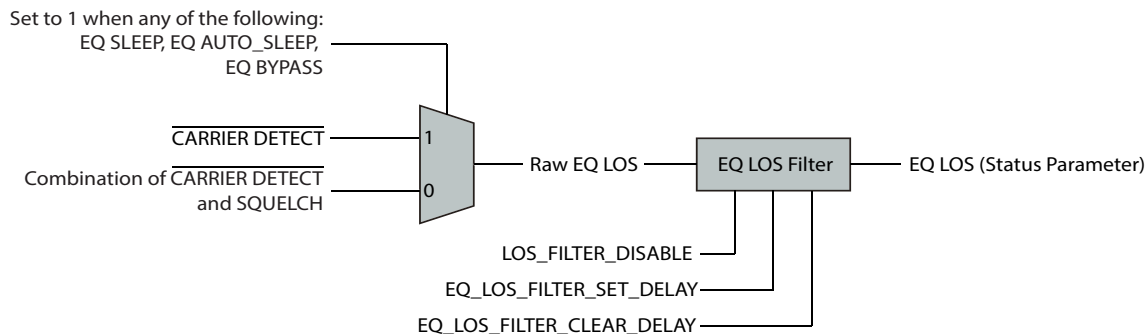 Set to 1 when any of the following:
EQ SLEEP, EQ AUTO_SLEEP,
EQ BYPASS
CARRIER DETECT
1
Combination of CARRIER DETECT
and SQUELCH
0
Raw EQ LOS
EQ LOS Filter
EQ LOS (Status Parameter)
LOS_FILTER_DISABLE
EQ_LOS_FILTER_SET_DELAY
EQ_LOS_FILTER_CLEAR_DELAY